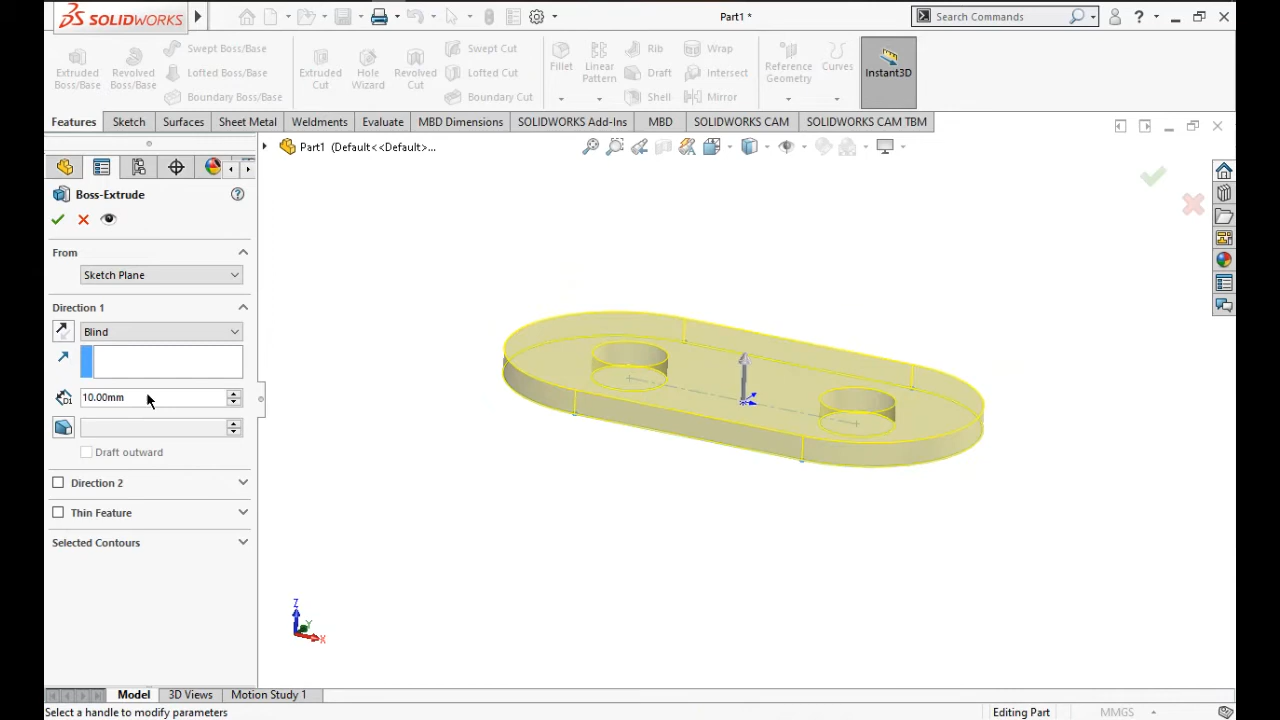 SOLIDWORKS
Part1 *
Search Commands
?
Extruded Boss/Base
Revolved Boss/Base
Swept Boss/Base
Lofted Boss/Base
Boundary Boss/Base
Extruded Cut
Hole Wizard
Revolved Cut
Swept Cut
Lofted Cut
Boundary Cut
Fillet
Linear Pattern
Rib
Draft
Shell
Wrap
Intersect
Mirror
Reference Geometry
Curves
Instant3D
Features
Sketch
Surfaces
Sheet Metal
Weldments
Evaluate
MBD Dimensions
SOLIDWORKS Add-Ins
MBD
SOLIDWORKS CAM
SOLIDWORKS CAM TBM
Part1 (Default<<Default>...
Boss-Extrude
?
From
Sketch Plane
Direction 1
Blind
D1
10.00mm
Draft outward
Direction 2
Thin Feature
Selected Contours
Z
Y
X
Model
3D Views
Motion Study 1
Select a handle to modify parameters
Editing Part
MMGS